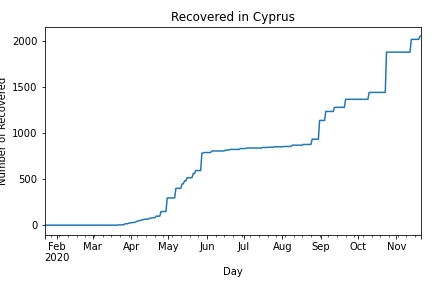 Recovered in Cyprus
Number of Recovered
2000
1500
1000
500
0
Feb Mar Apr May Jun Jul Aug Sep Oct Nov
2020
Day